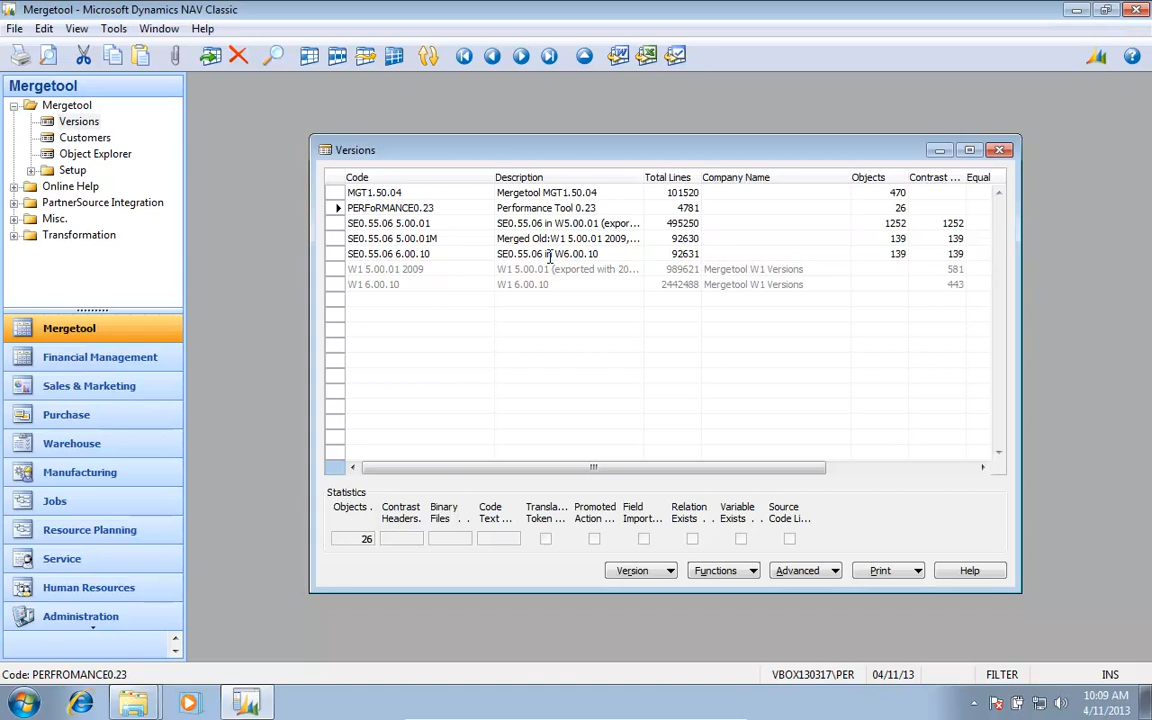 Mergetool - Microsoft Dynamics NAV Classic
File Edit View Tools Window Help
Mergetool
Mergetool
Versions
Customers
Object Explorer
Setup
Online Help
PartnerSource Integration
Misc.
Transformation
Mergetool
Financial Management
Sales & Marketing
Purchase
Warehouse
Manufacturing
Jobs
Resource Planning
Service
Human Resources
Administration
Versions
Code Description Total Lines Company Name Objects Contrast ... Equal
MGT1.50.04 Mergetool MGT1.50.04 101520 470
PERFoRMANCE0.23 Performance Tool 0.23 4781 26
SE0.55.06 5.00.01 SE0.55.06 in W5.00.01 (expor... 495250 1252 1252
SE0.55.06 5.00.01M Merged Old:W1 5.00.01 2009,... 92630 139 139
SE0.55.06 6.00.10 SE0.55.06 in W6.00.10 92631 139 139
W1 5.00.01 2009 W1 5.00.01 (exported with 20... 989621 Mergetool W1 Versions 581
W1 6.00.10 W1 6.00.10 2442488 Mergetool W1 Versions 443
Statistics
Objects . Contrast Headers. Binary Files . . Code Text ... Transla... Token ... Promoted Action ... Field Import... Relation Exists . . Variable Exists . . Source Code Li...
26
Version Functions Advanced Print Help
Code: PERFROMANCE0.23 VBOX130317\PER 04/11/13 FILTER INS
10:09 AM
4/11/2013